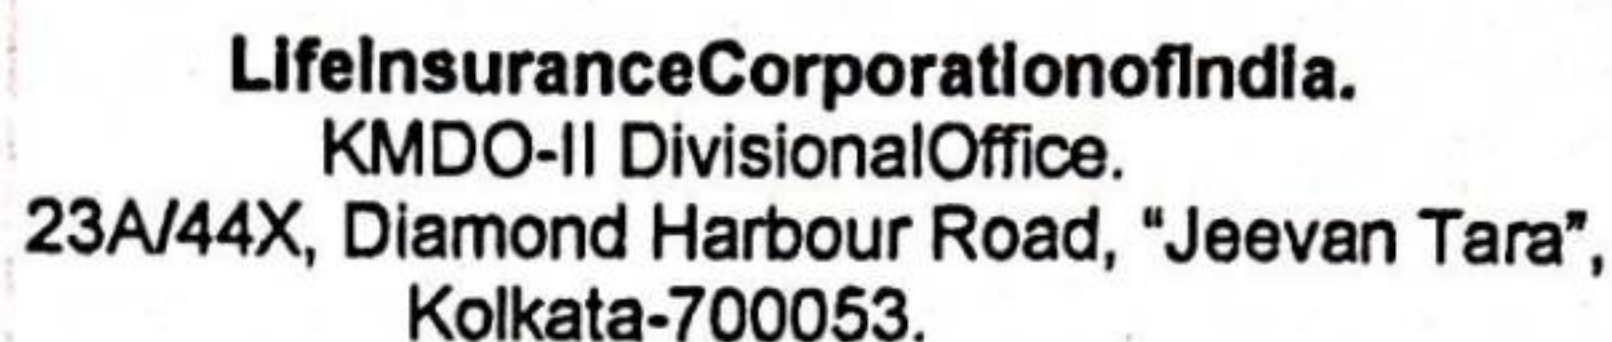 LifeInsuranceCorporationofIndia.
KMDO-II DivisionalOffice.
23A/44X, Diamond Harbour Road, “Jeevan Tara”,
Kolkata-700053.